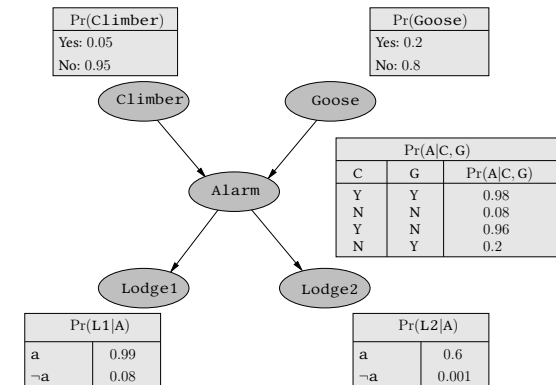 Pr(Climber)
Yes: 0.05
No: 0.95
Pr(Goose)
Yes: 0.2
No: 0.8
Climber
Goose
Pr(A|C, G)
C G Pr(A|C, G)
Y Y 0.98
N N 0.08
Y N 0.96
N Y 0.2
Alarm
Lodge1
Lodge2
Pr(L1|A)
a 0.99
¬a 0.08
Pr(L2|A)
a 0.6
¬a 0.001